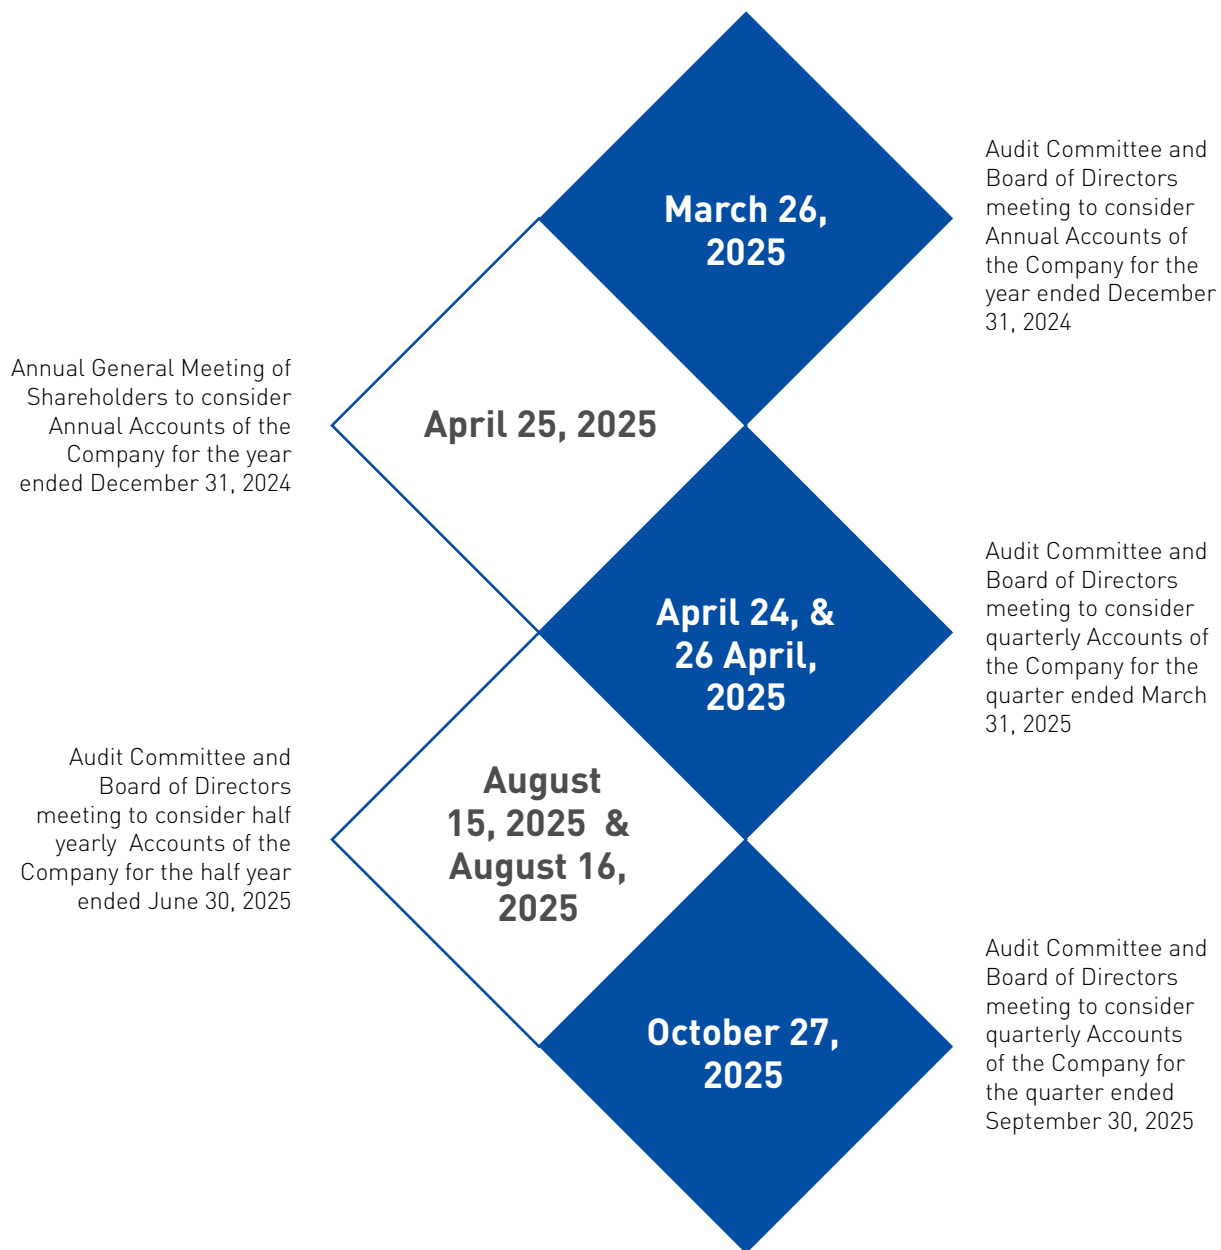 March 26,
2025
Audit Committee and
Board of Directors
meeting to consider
Annual Accounts of
the Company for the
year ended December
31, 2024
April 25, 2025
Annual General Meeting of
Shareholders to consider
Annual Accounts of the
Company for the year
ended December 31, 2024
April 24, &
26 April,
2025
Audit Committee and
Board of Directors
meeting to consider
quarterly Accounts of
the Company for the
quarter ended March
31, 2025
August
15, 2025  &
August 16,
2025
Audit Committee and
Board of Directors
meeting to consider half
yearly  Accounts of the
Company for the half year
ended June 30, 2025
October 27,
2025
Audit Committee and
Board of Directors
meeting to consider
quarterly Accounts
of the Company for
the quarter ended
September 30, 2025